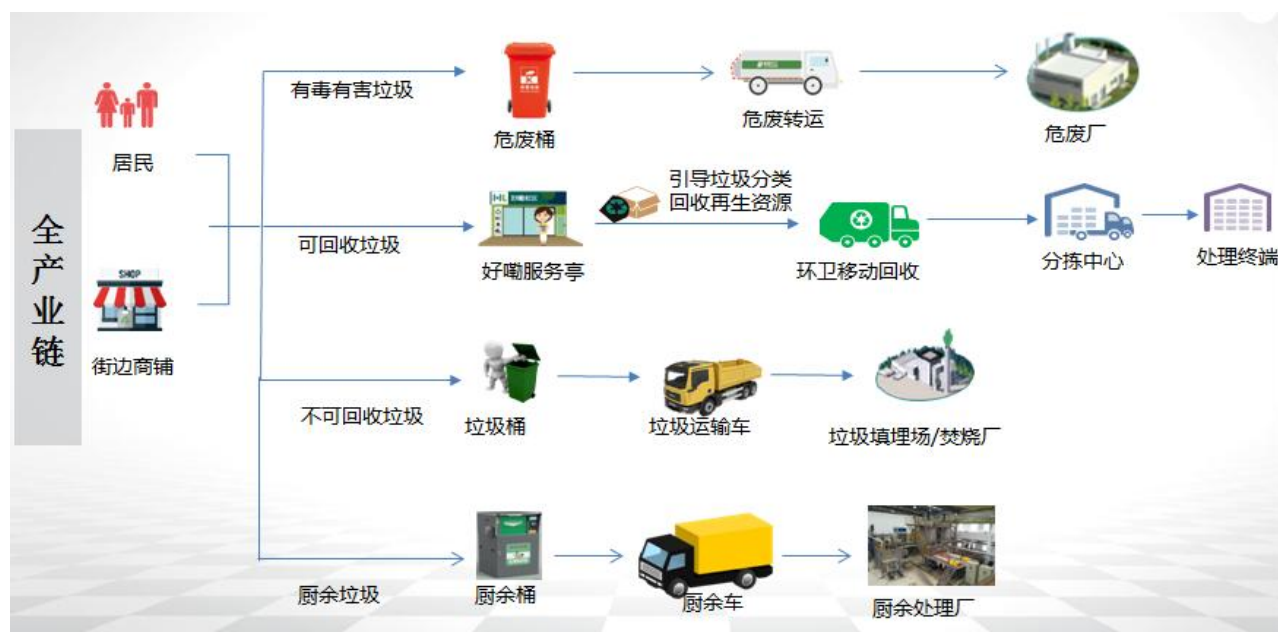 全产业链
居民
街边商铺
SHOP
有毒有害垃圾
危废桶
危废转运
危废厂
可回收垃圾
好嘞服务亭
引导垃圾分类
回收再生资源
环卫移动回收
分拣中心
处理终端
不可回收垃圾
垃圾桶
垃圾运输车
垃圾填埋场/焚烧厂
厨余垃圾
厨余桶
厨余车
厨余处理厂